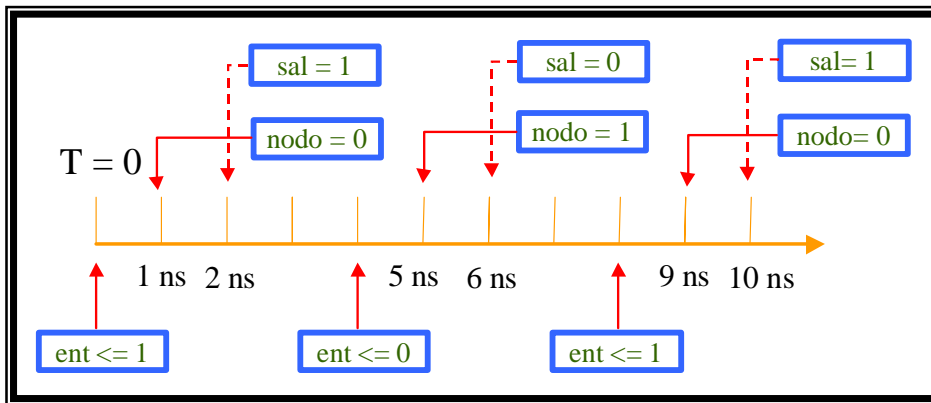 sal = 1
sal = 0
sal= 1
nodo = 0
nodo = 1
nodo= 0
T = 0
1 ns
2 ns
5 ns
6 ns
9 ns
10 ns
ent <= 1
ent <= 0
ent <= 1